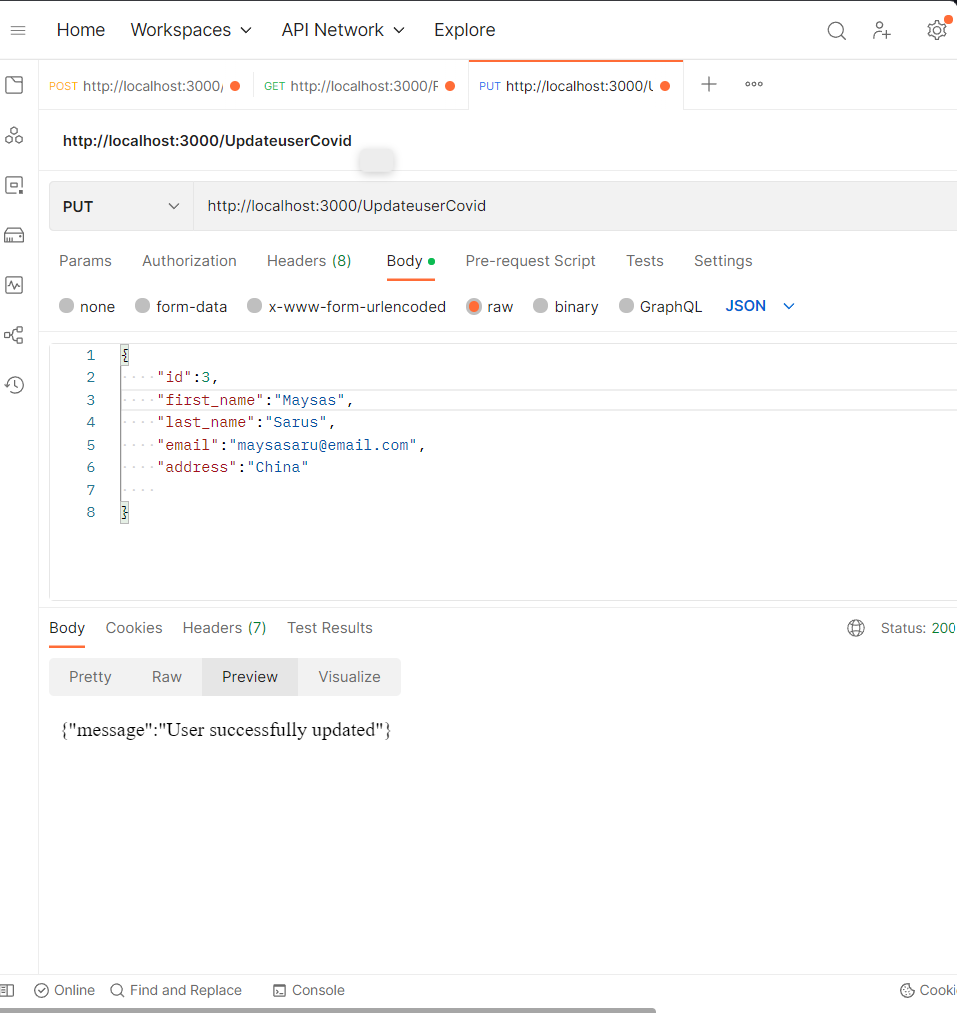 Home Workspaces API Network Explore
POST http://localhost:3000/ GET http://localhost:3000/F PUT http://localhost:3000/U
http://localhost:3000/UpdateuserCovid
PUT http://localhost:3000/UpdateuserCovid
Params Authorization Headers (8) Body Pre-request Script Tests Settings
none form-data x-www-form-urlencoded raw binary GraphQL JSON
1 {
2 "id":3,
3 "first_name":"Maysas",
4 "last_name":"Sarus",
5 "email":"maysasaru@email.com",
6 "address":"China"
7
8 }
Body Cookies Headers (7) Test Results Status: 200
Pretty Raw Preview Visualize
{"message":"User successfully updated"}
Online Find and Replace Console Cooki